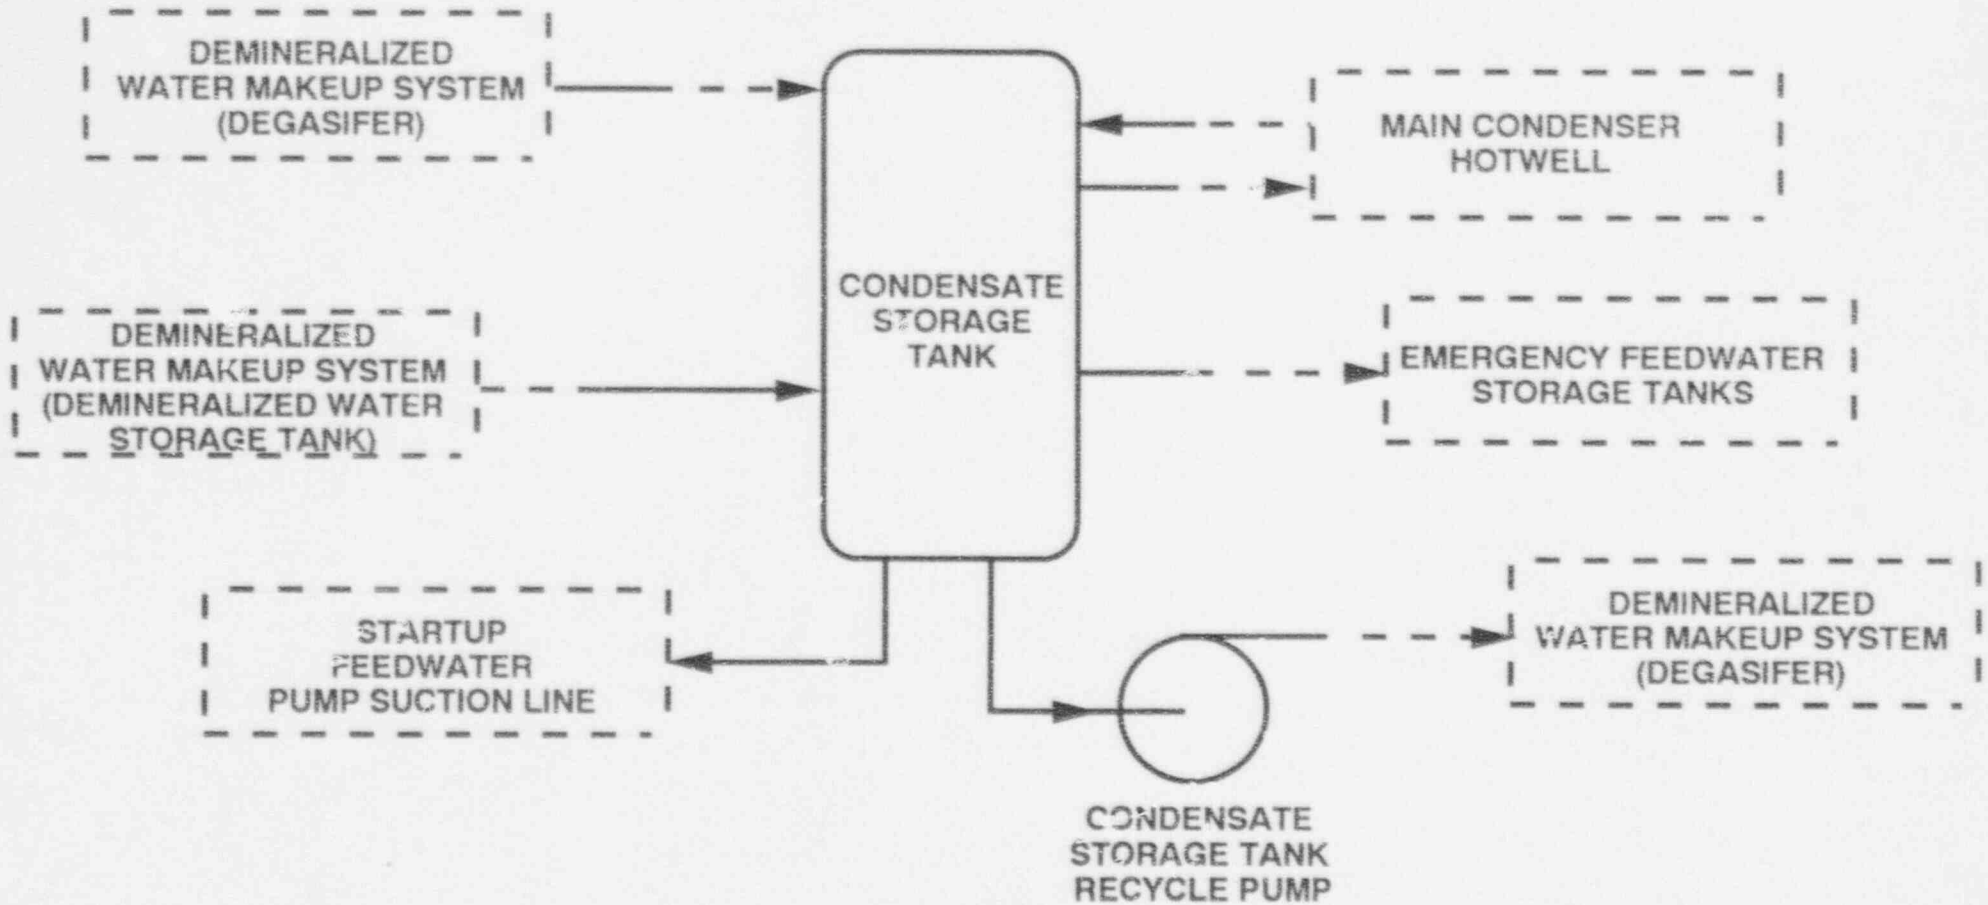 DEMINERALIZED
WATER MAKEUP SYSTEM
(DEGASIFER)
MAIN CONDENSER
HOTWELL
CONDENSATE
STORAGE
TANK
DEMINERALIZED
WATER MAKEUP SYSTEM
(DEMINERALIZED WATER
STORAGE TANK)
EMERGENCY FEEDWATER
STORAGE TANKS
STARTUP
FEEDWATER
PUMP SUCTION LINE
DEMINERALIZED
WATER MAKEUP SYSTEM
(DEGASIFER)
CONDENSATE
STORAGE TANK
RECYCLE PUMP